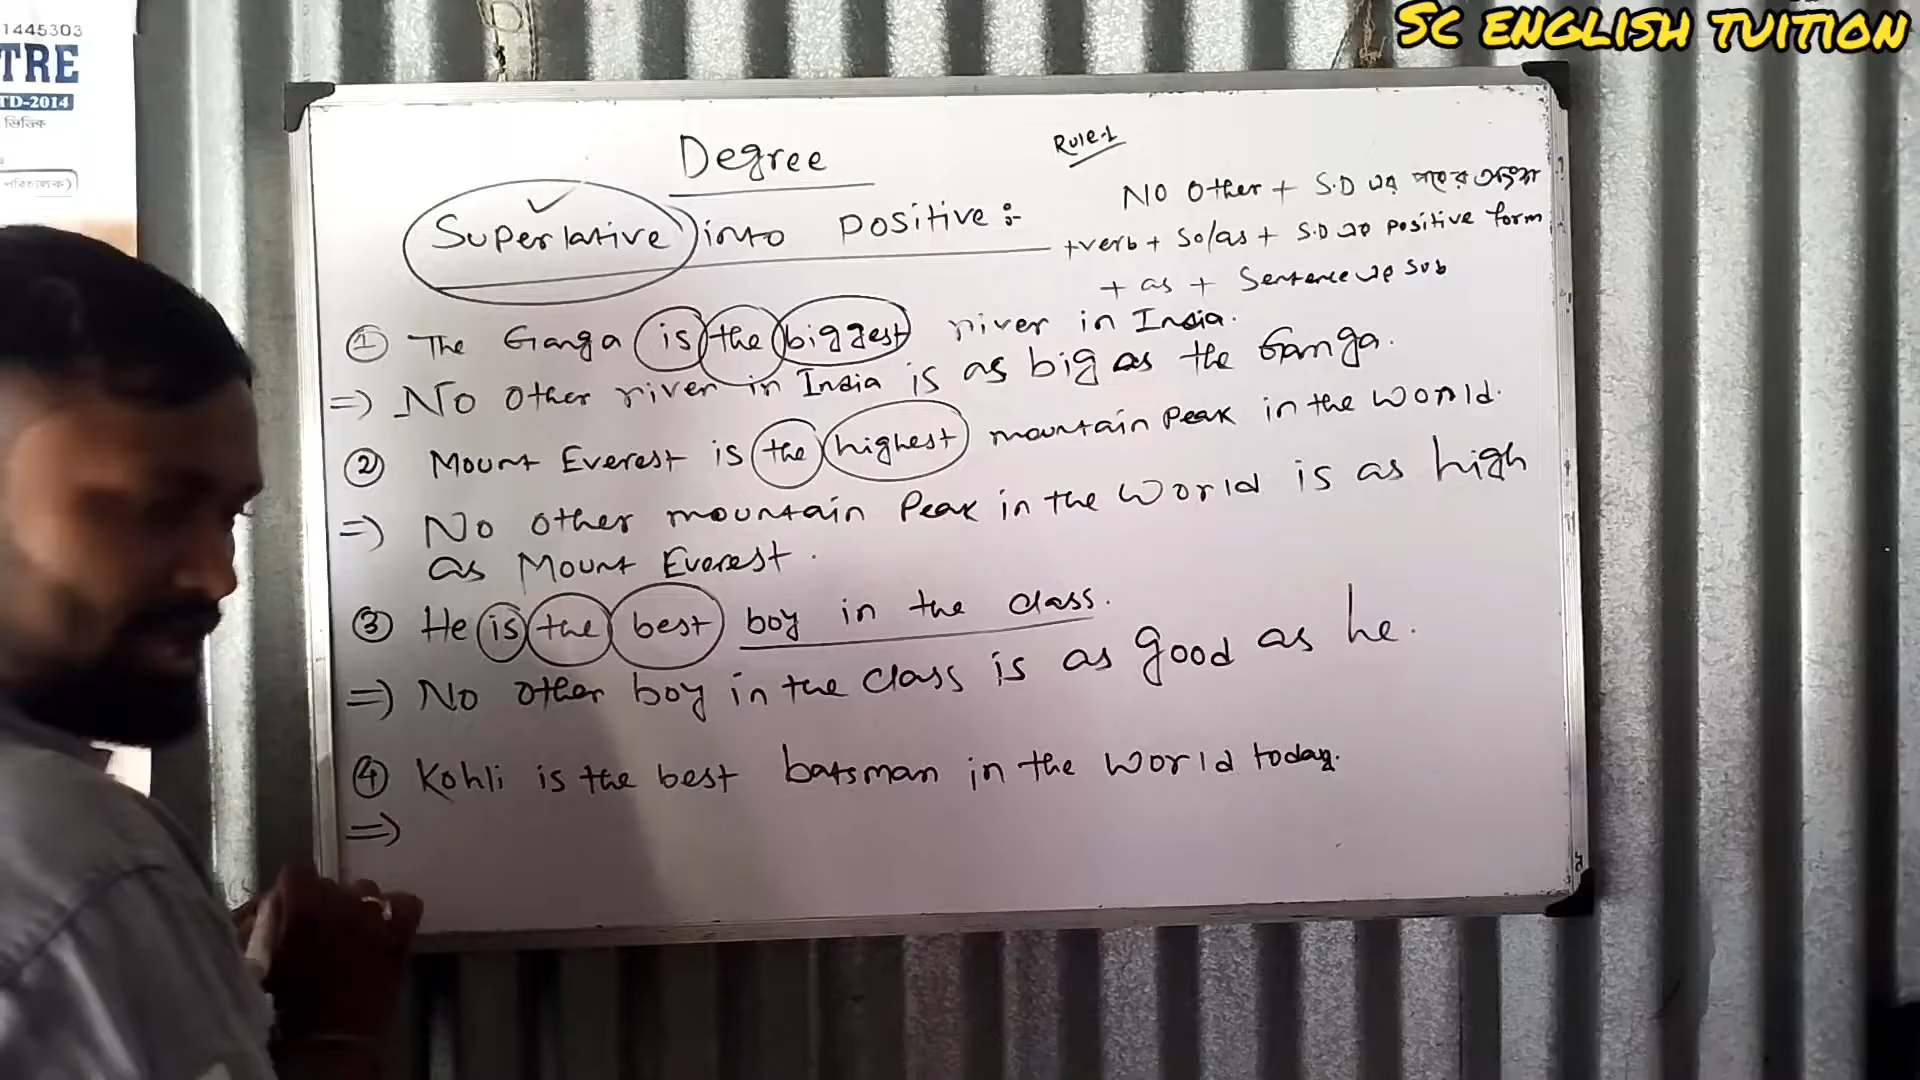 1445303
TRE
TD-2014
ভিত্তিক
পরিচালক)
SC ENGLISH TUITION
Degree
Superlative into positive :-
Rule-1
NO Other + S.D এর পরের অংশ
+verb + so/as + S.D এর positive form
+ as + Sentence এর sub
① The Ganga is the biggest river in India.
=> No other river in India is as big as the Ganga.
② Mount Everest is the highest mountain peak in the world.
=> No other mountain peak in the world is as high
as Mount Everest.
③ He is the best boy in the class.
=> No other boy in the class is as good as he.
④ Kohli is the best batsman in the world today.
=>